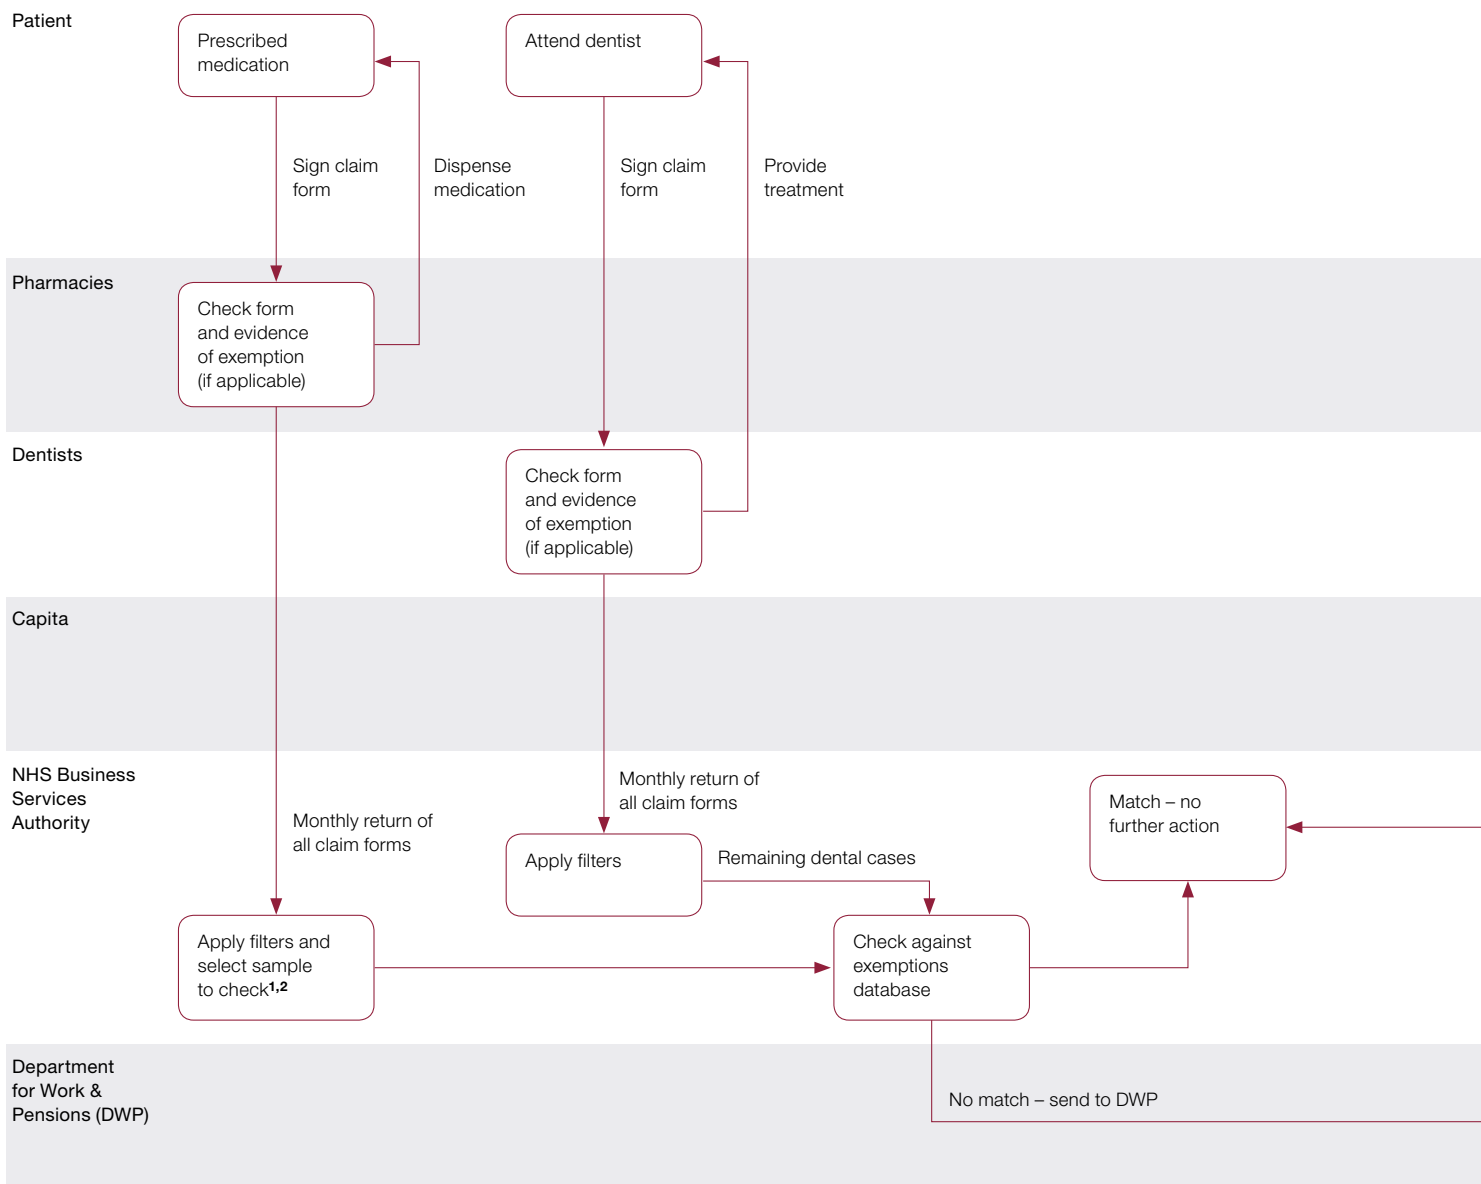 Patient
Prescribed
medication
Attend dentist
Sign claim
form
Dispense
medication
Sign claim
form
Provide
treatment
Pharmacies
Check form
and evidence
of exemption
(if applicable)
Dentists
Check form
and evidence
of exemption
(if applicable)
Capita
NHS Business
Services
Authority
Monthly return of
all claim forms
Monthly return of
all claim forms
Match – no
further action
Apply filters
Remaining dental cases
Apply filters and
select sample
to check1,2
Check against
exemptions
database
Department
for Work &
Pensions (DWP)
No match – send to DWP